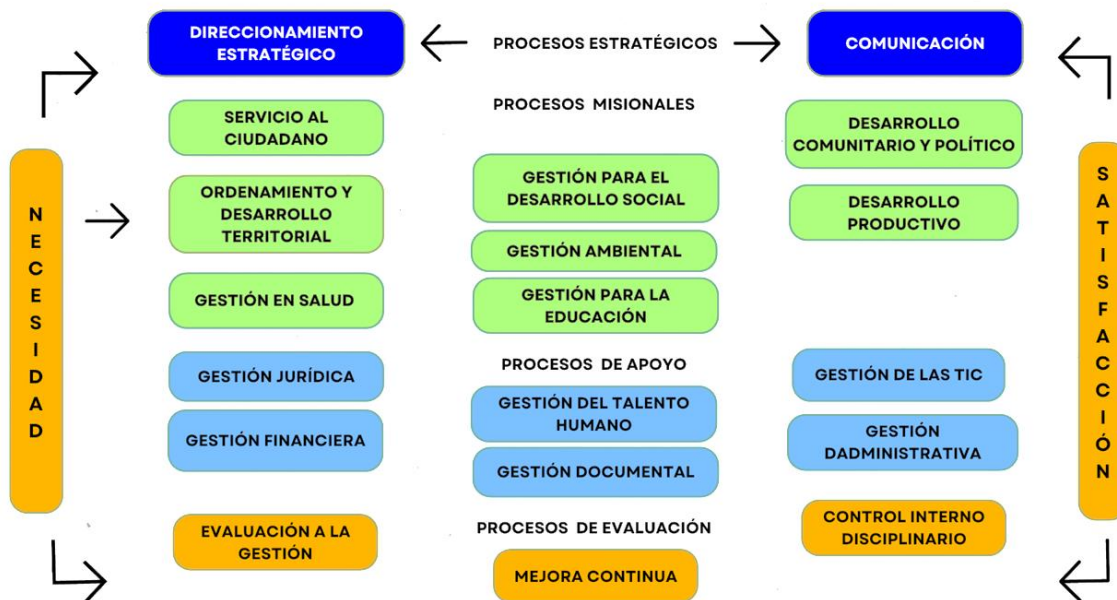 DIRECCIONAMIENTO
ESTRATÉGICO
PROCESOS ESTRATÉGICOS
COMUNICACIÓN
PROCESOS MISIONALES
SERVICIO AL
CIUDADANO
ORDENAMIENTO Y
DESARROLLO
TERRITORIAL
GESTIÓN EN SALUD
GESTIÓN PARA EL
DESARROLLO SOCIAL
GESTIÓN AMBIENTAL
GESTIÓN PARA LA
EDUCACIÓN
DESARROLLO
COMUNITARIO Y POLÍTICO
DESARROLLO
PRODUCTIVO
PROCESOS DE APOYO
GESTIÓN JURÍDICA
GESTIÓN FINANCIERA
GESTIÓN DEL TALENTO
HUMANO
GESTIÓN DOCUMENTAL
GESTIÓN DE LAS TIC
GESTIÓN
DADMINISTRATIVA
PROCESOS DE EVALUACIÓN
EVALUACIÓN A LA
GESTIÓN
MEJORA CONTINUA
CONTROL INTERNO
DISCIPLINARIO
NECESIDAD
SATISFACCIÓN